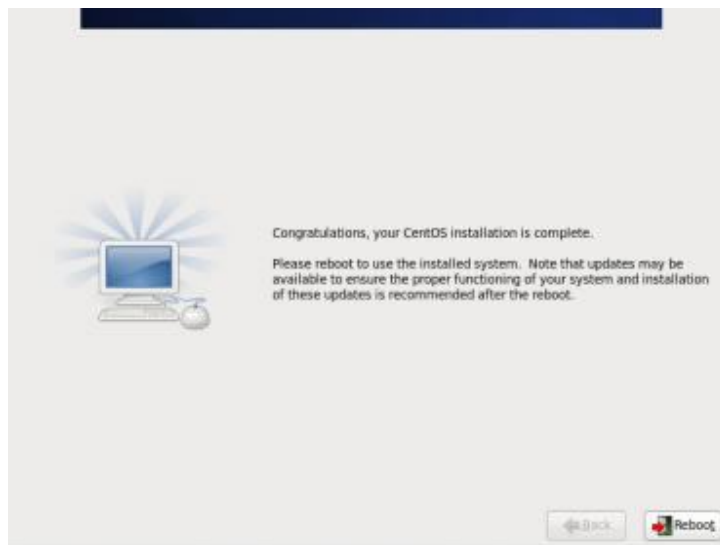 Congratulations, your CentOS installation is complete.
Please reboot to use the installed system. Note that updates may be
available to ensure the proper functioning of your system and installation
of these updates is recommended after the reboot.
Back
Reboot